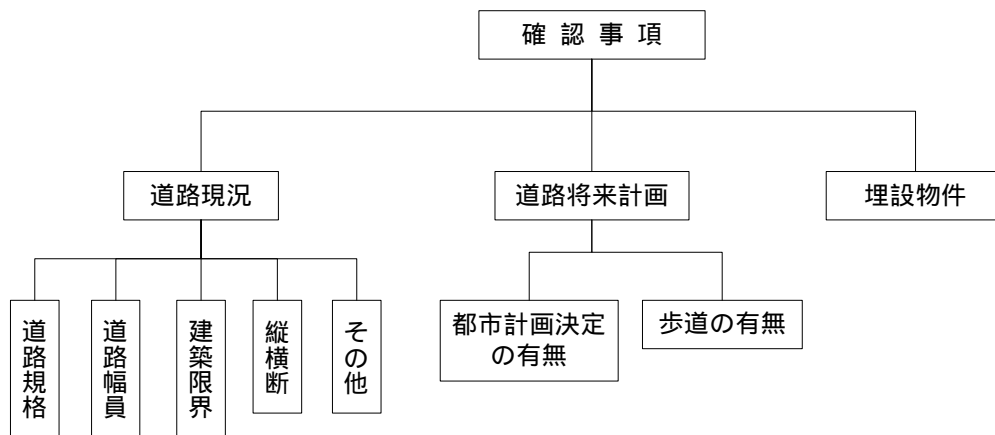 確認事項
道路現況
道路将来計画
埋設物件
道路規格
道路幅員
建築限界
縦横断
その他
都市計画決定
の有無
歩道の有無